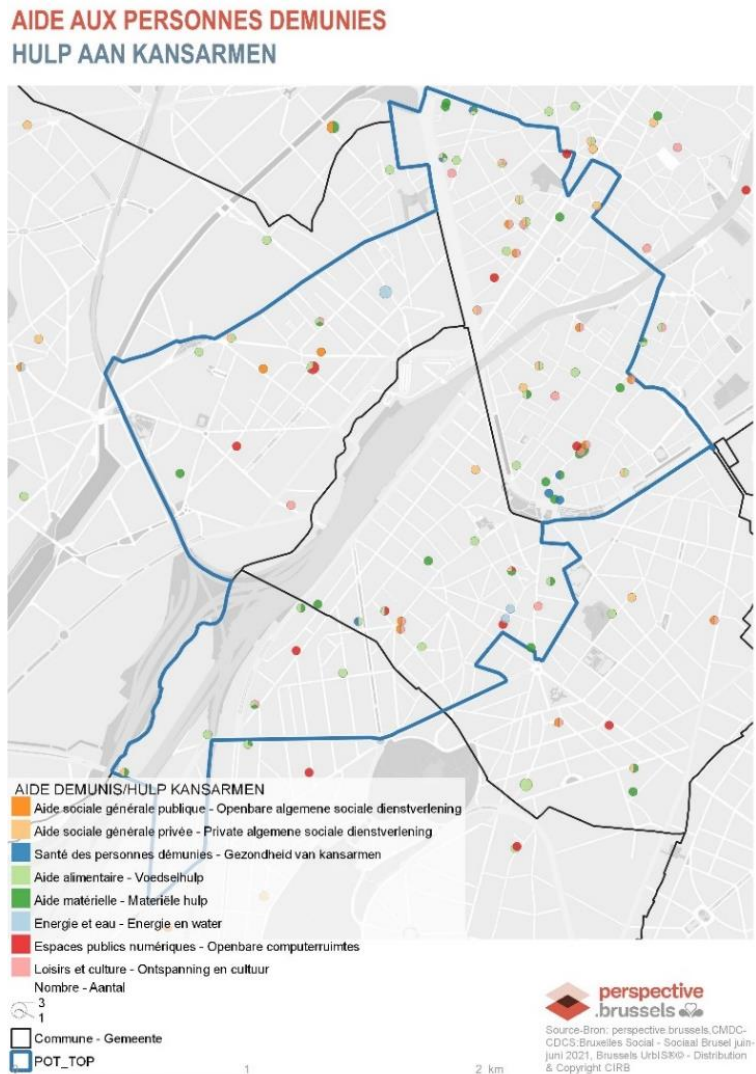 AIDE AUX PERSONNES DEMUNIES
HULP AAN KANSARMEN
AIDE DEMUNIS/HULP KANSARMEN
Aide sociale générale publique - Openbare algemene sociale dienstverlening
Aide sociale générale privée - Private algemene sociale dienstverlening
Santé des personnes démunies - Gezondheid van kansarmen
Aide alimentaire - Voedselhulp
Aide matérielle - Materiële hulp
Energie et eau - Energie en water
Espaces publics numériques - Openbare computerruimtes
Loisirs et culture - Ontspanning en cultuur
Nombre - Aantal
3
1
Commune - Gemeente
POT_TOP
1
2 km
perspective
.brussels
Source-Bron: perspective.brussels,CMDC-
CDCS:Bruxelles Social - Sociaal Brusel juin-
juni 2021, Brussels UrbIS®© - Distribution
& Copyright CIRB